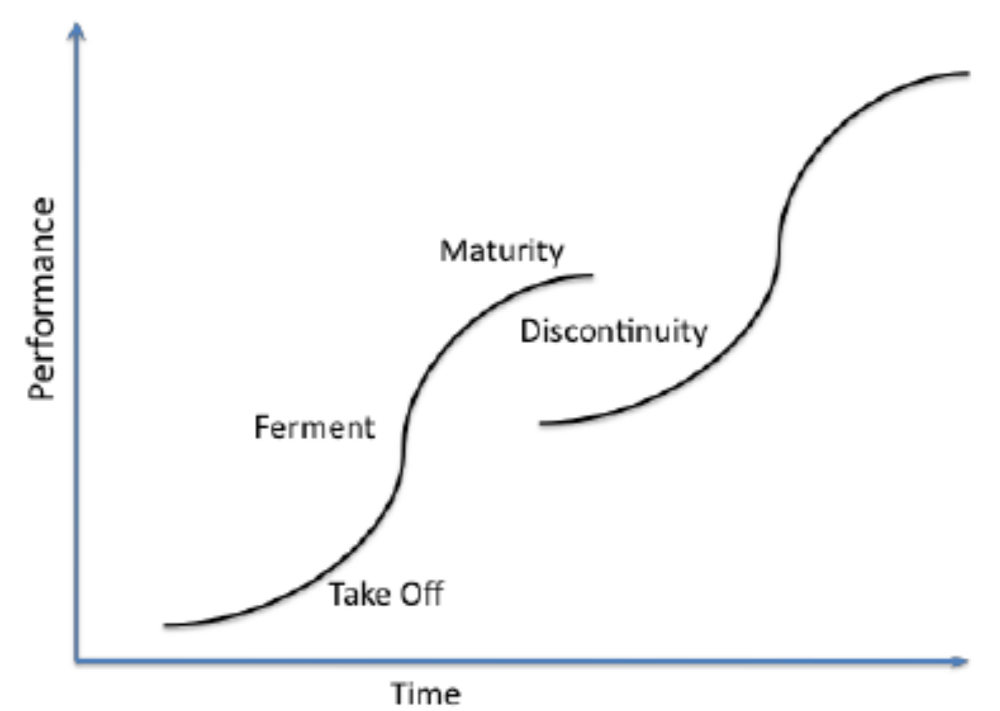 Performance
Maturity
Discontinuity
Ferment
Take Off
Time